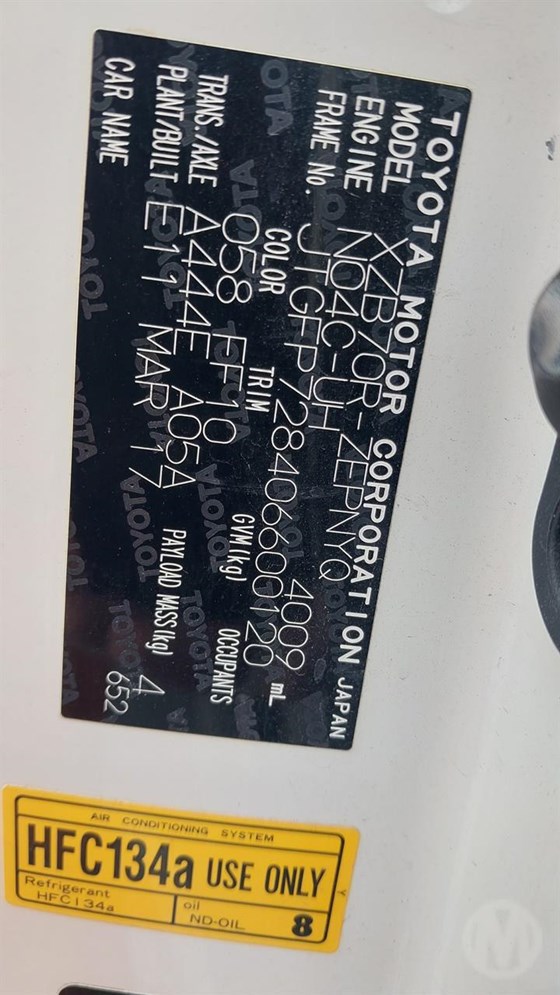 TOYOTA MOTOR CORPORATION JAPAN
MODEL XZB70R-ZEPNYQ
ENGINE N04C-UH 4009 mL
FRAME No. JTGFP728406600120
COLOR TRIM GVM(kg) OCCUPANTS
058 FF10
TRANS./AXLE A444E A05A
PLANT/BUILT E11 MAR 17 PAYLOAD MASS(kg) 4
CAR NAME 652
AIR CONDITIONING SYSTEM
HFC134a USE ONLY
Refrigerant oil
HFC134a ND-OIL 8